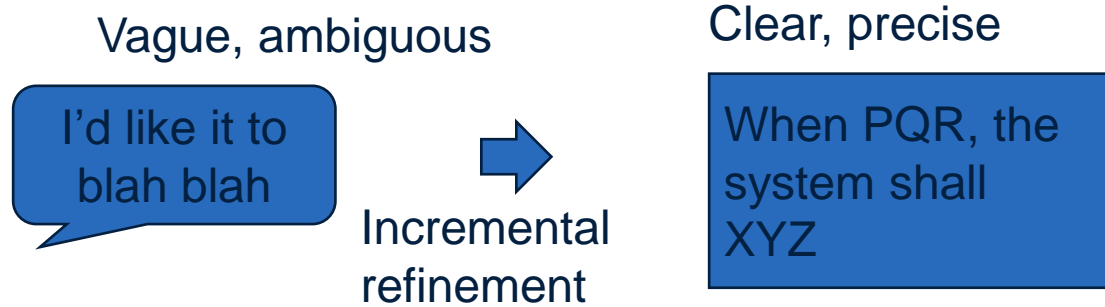 Vague, ambiguous
I’d like it to
blah blah
Incremental
refinement
Clear, precise
When PQR, the
system shall
XYZ